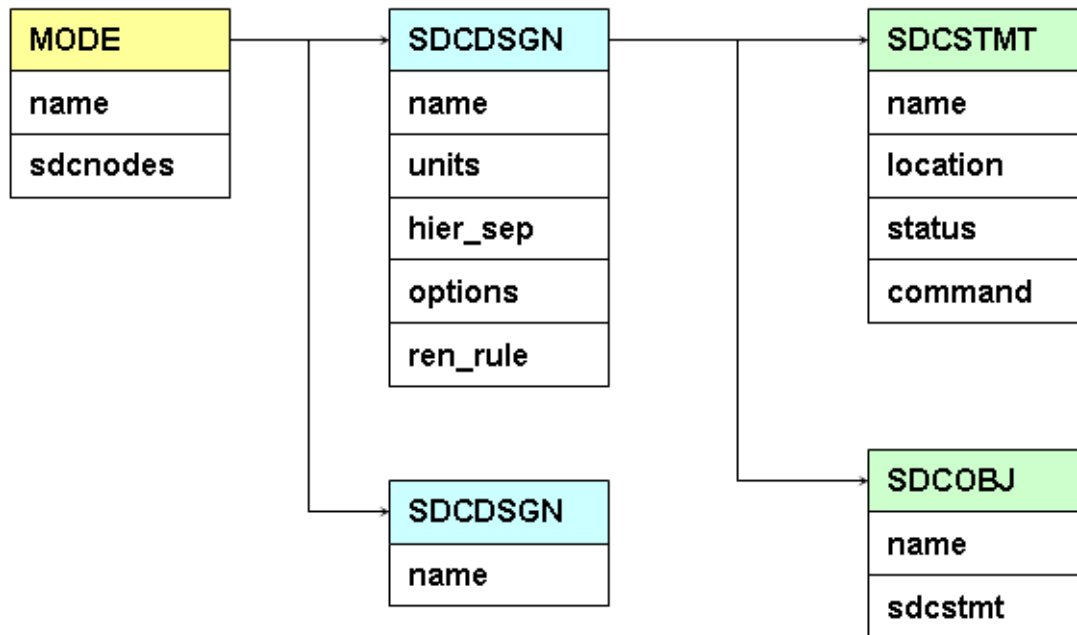 MODE
name
sdcnodes
SDCDSGN
name
units
hier_sep
options
ren_rule
SDCDSGN
name
SDCSTMT
name
location
status
command
SDCOBJ
name
sdcstmt